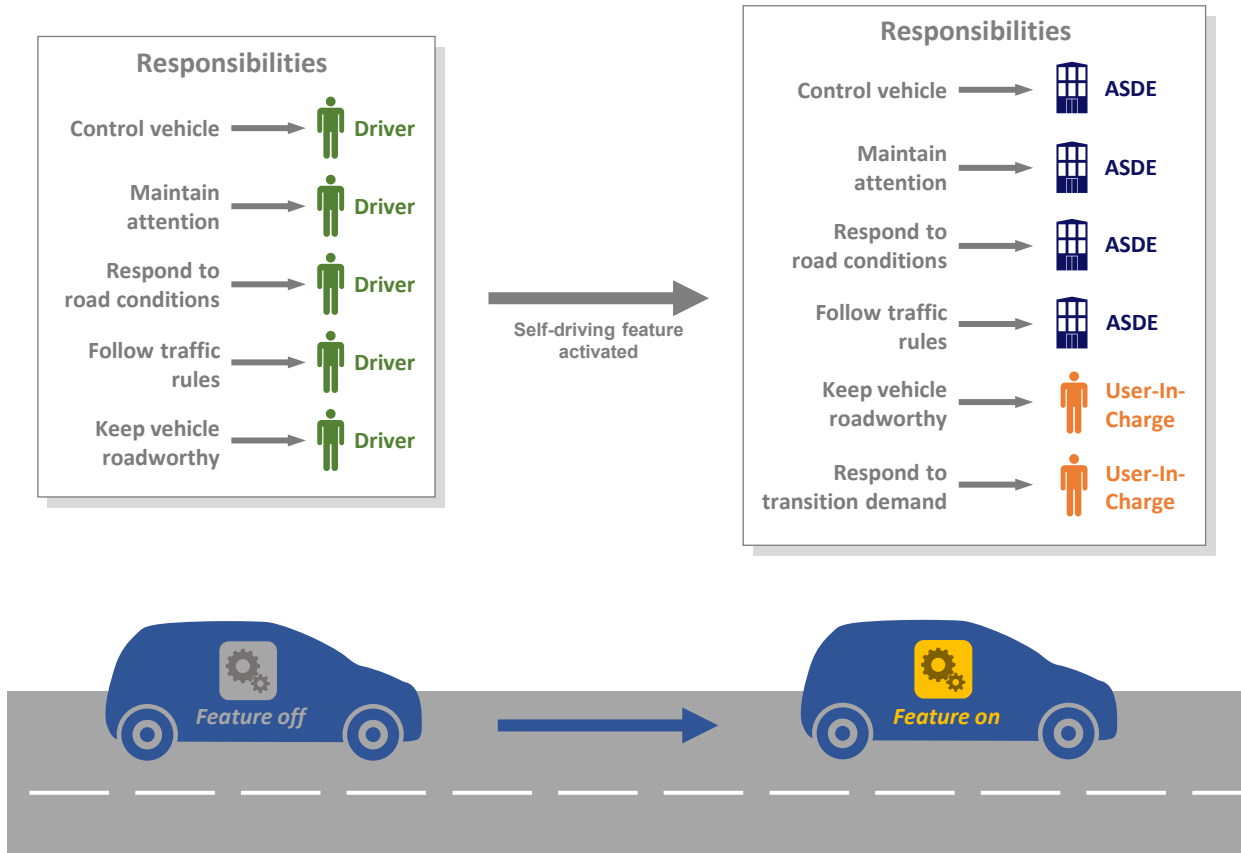 Responsibilities
Control vehicle
Driver
Maintain
attention
Driver
Respond to
road conditions
Driver
Follow traffic
rules
Driver
Keep vehicle
roadworthy
Driver
Self-driving feature
activated
Responsibilities
Control vehicle
ASDE
Maintain
attention
ASDE
Respond to
road conditions
ASDE
Follow traffic
rules
ASDE
Keep vehicle
roadworthy
User-In-
Charge
Respond to
transition demand
User-In-
Charge
Feature off
Feature on